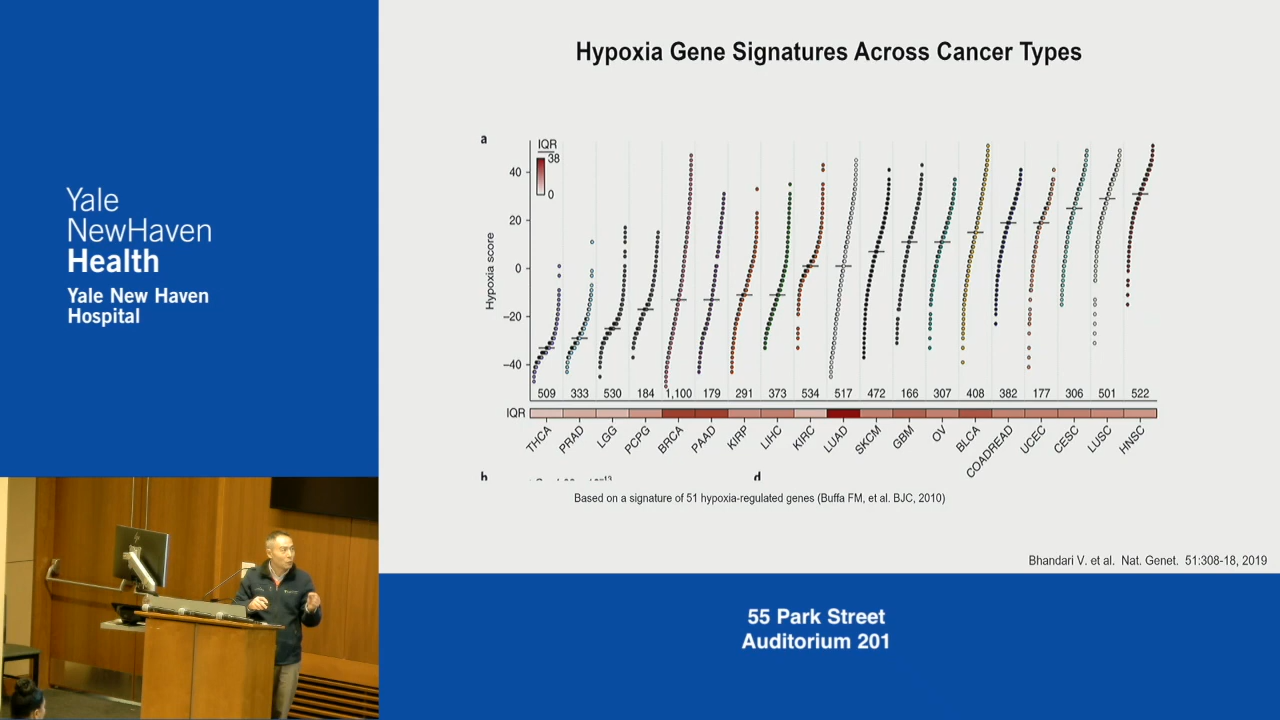 Yale
NewHaven
Health
Yale New Haven
Hospital
Hypoxia Gene Signatures Across Cancer Types
a
IQR
38
0
Hypoxia score
40
20
0
−20
−40
509 333 530 184 1,100 179 291 373 534 517 472 166 307 408 382 177 306 501 522
IQR
THCA PRAD LGG PCPG BRCA PAAD KIRP LIHC KIRC LUAD SKCM GBM OV BLCA COADREAD UCEC CESC LUSC HNSC
b d
Based on a signature of 51 hypoxia-regulated genes (Buffa FM, et al. BJC, 2010)
Bhandari V. et al. Nat. Genet. 51:308-18, 2019
55 Park Street
Auditorium 201